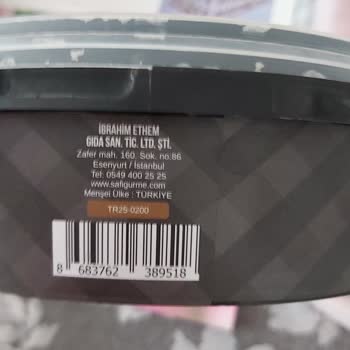 İBRAHİM ETHEM
GIDA SAN. TİC. LTD. ŞTİ.
Zafer mah. 160. Sok. no.86
Esenyurt / İstanbul
Tel: 0549 400 25 25
www.safigurme.com
Menşei Ülke : TÜRKİYE
TR25-0200
8 683762 389518